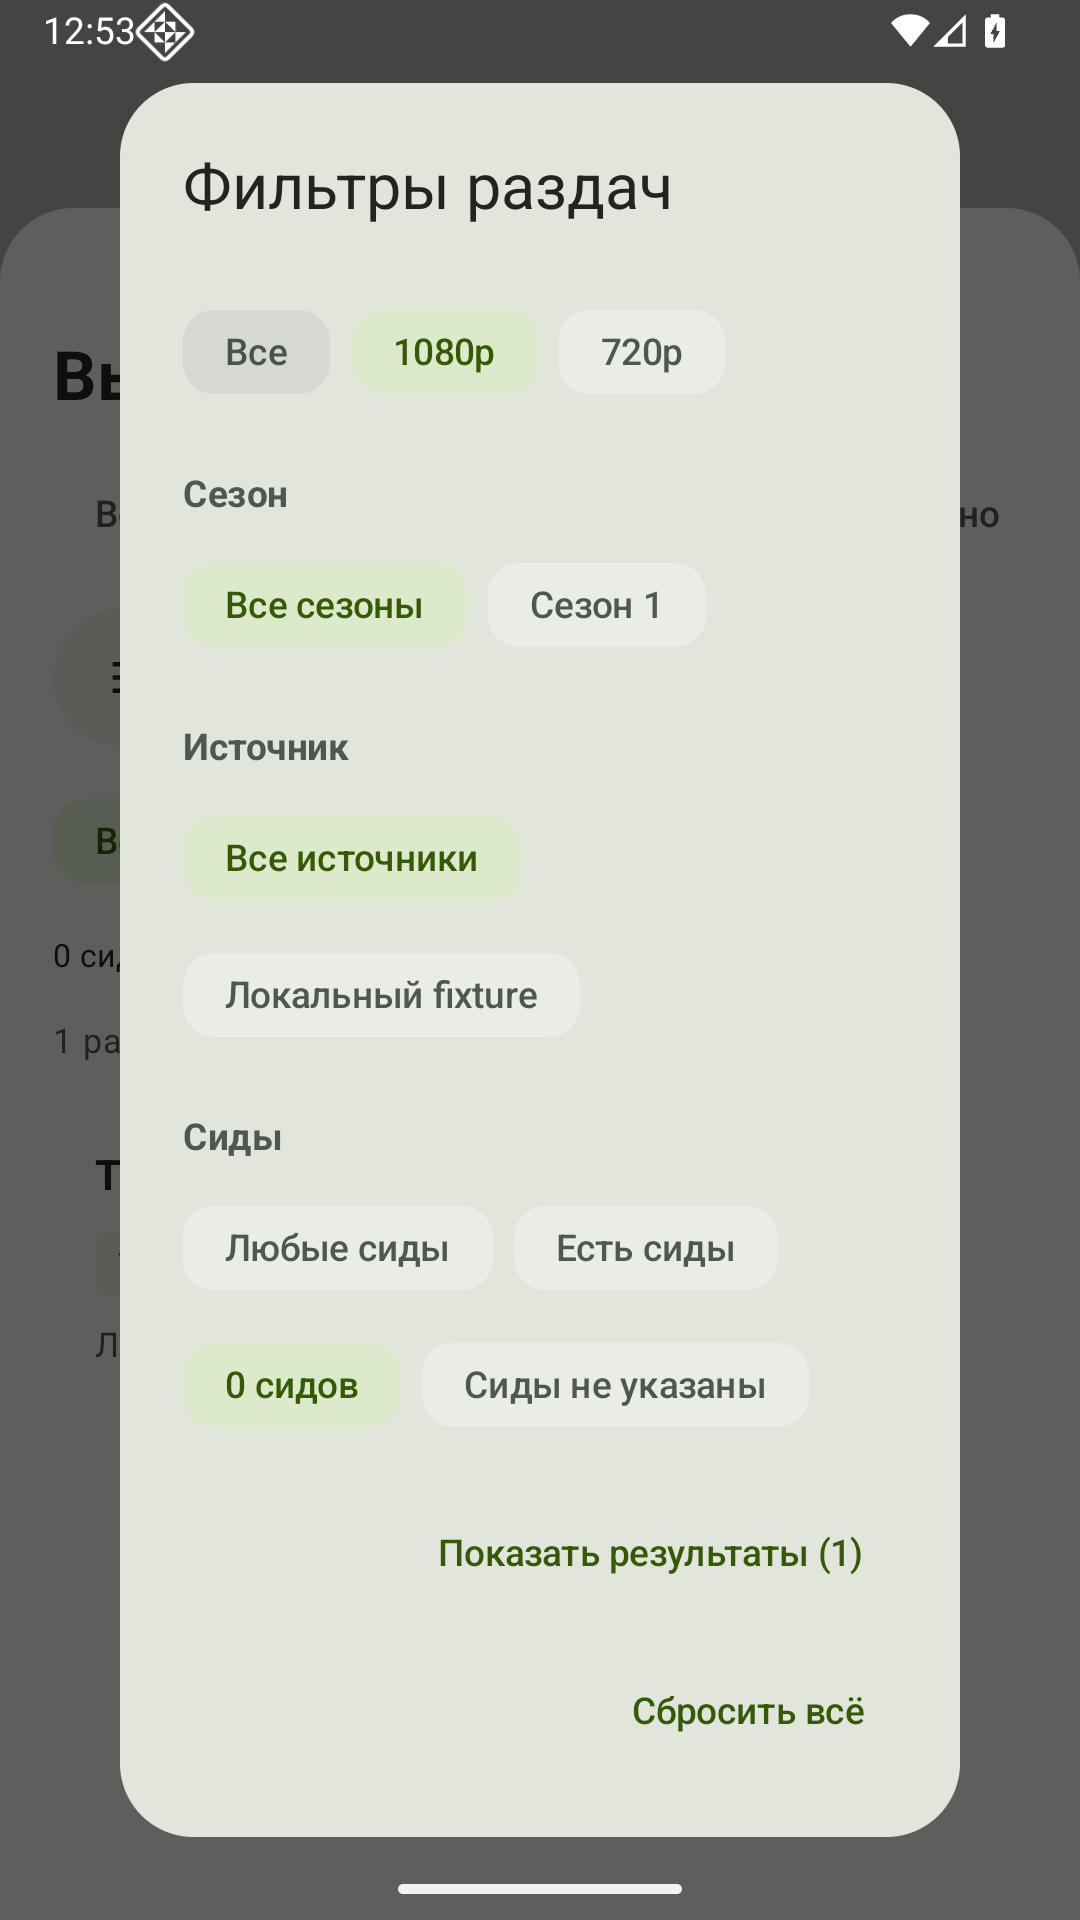 12:53
Фильтры раздач
Все 1080p 720p
Сезон
Все сезоны Сезон 1
Источник
Все источники
Локальный fixture
Сиды
Любые сиды Есть сиды
0 сидов Сиды не указаны
Показать результаты (1)
Сбросить всё